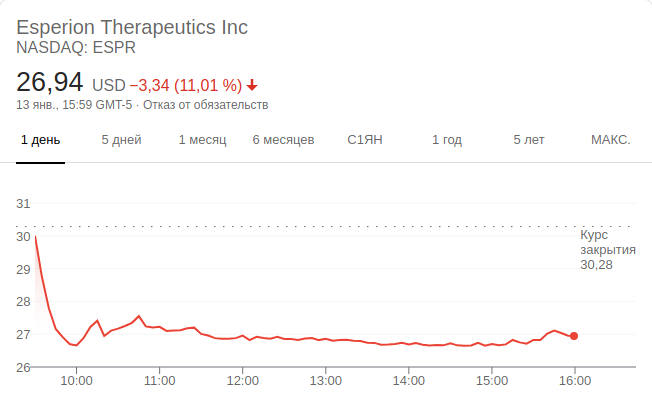 Esperion Therapeutics Inc
NASDAQ: ESPR
26,94 USD −3,34 (11,01 %)
13 янв., 15:59 GMT-5 · Отказ от обязательств
1 день 5 дней 1 месяц 6 месяцев С1ЯН 1 год 5 лет МАКС.
31
30
29
28
27
26
Курс
закрытия
30,28
10:00 11:00 12:00 13:00 14:00 15:00 16:00